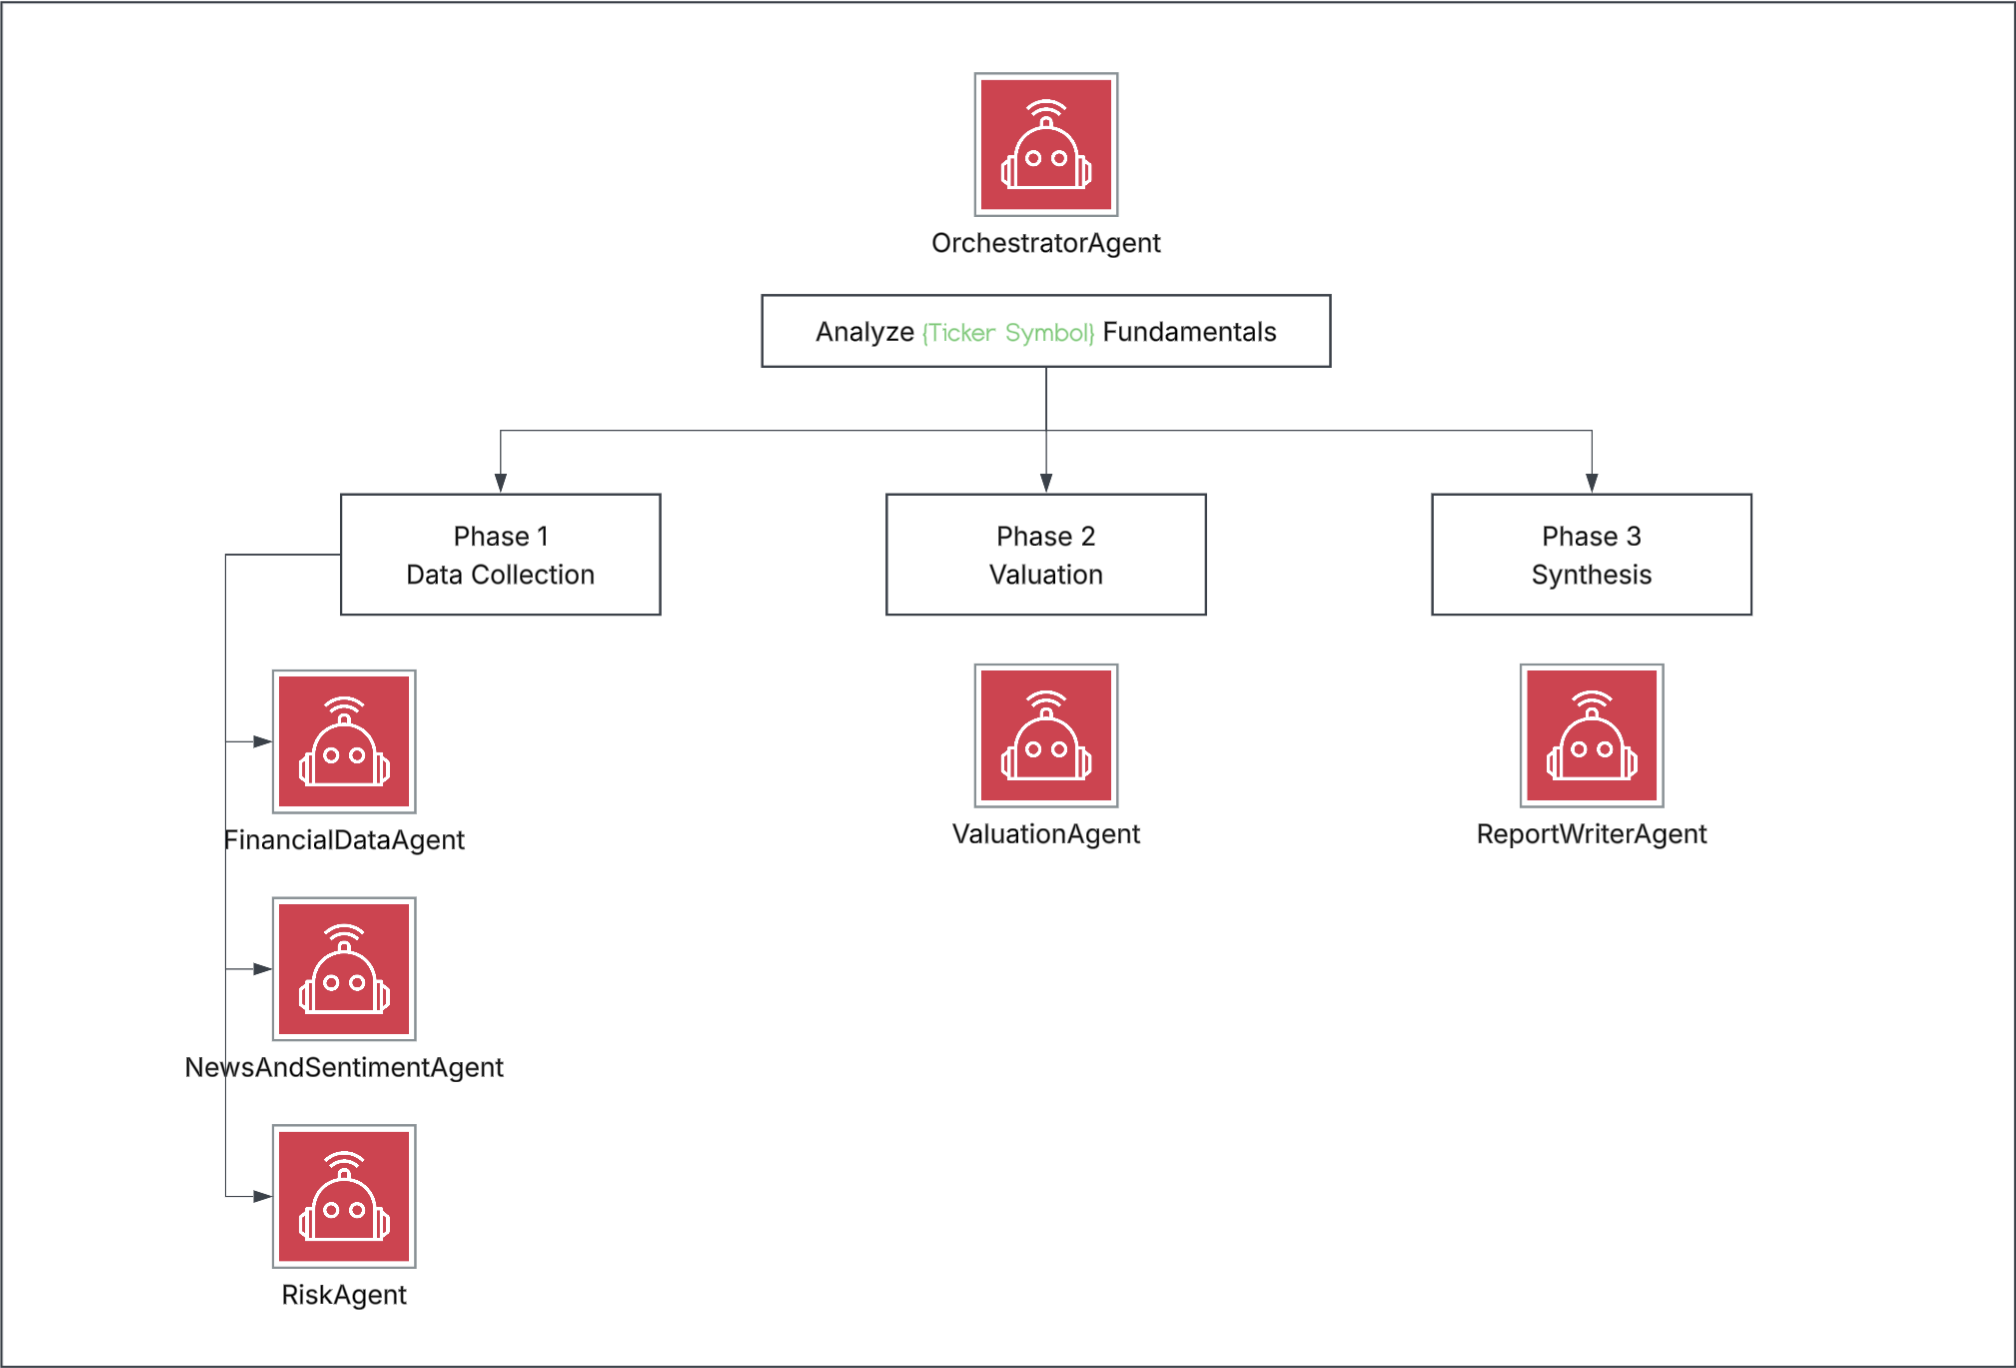 OrchestratorAgent
Analyze {Ticker Symbol} Fundamentals
Phase 1
Data Collection
Phase 2
Valuation
Phase 3
Synthesis
FinancialDataAgent
ValuationAgent
ReportWriterAgent
NewsAndSentimentAgent
RiskAgent